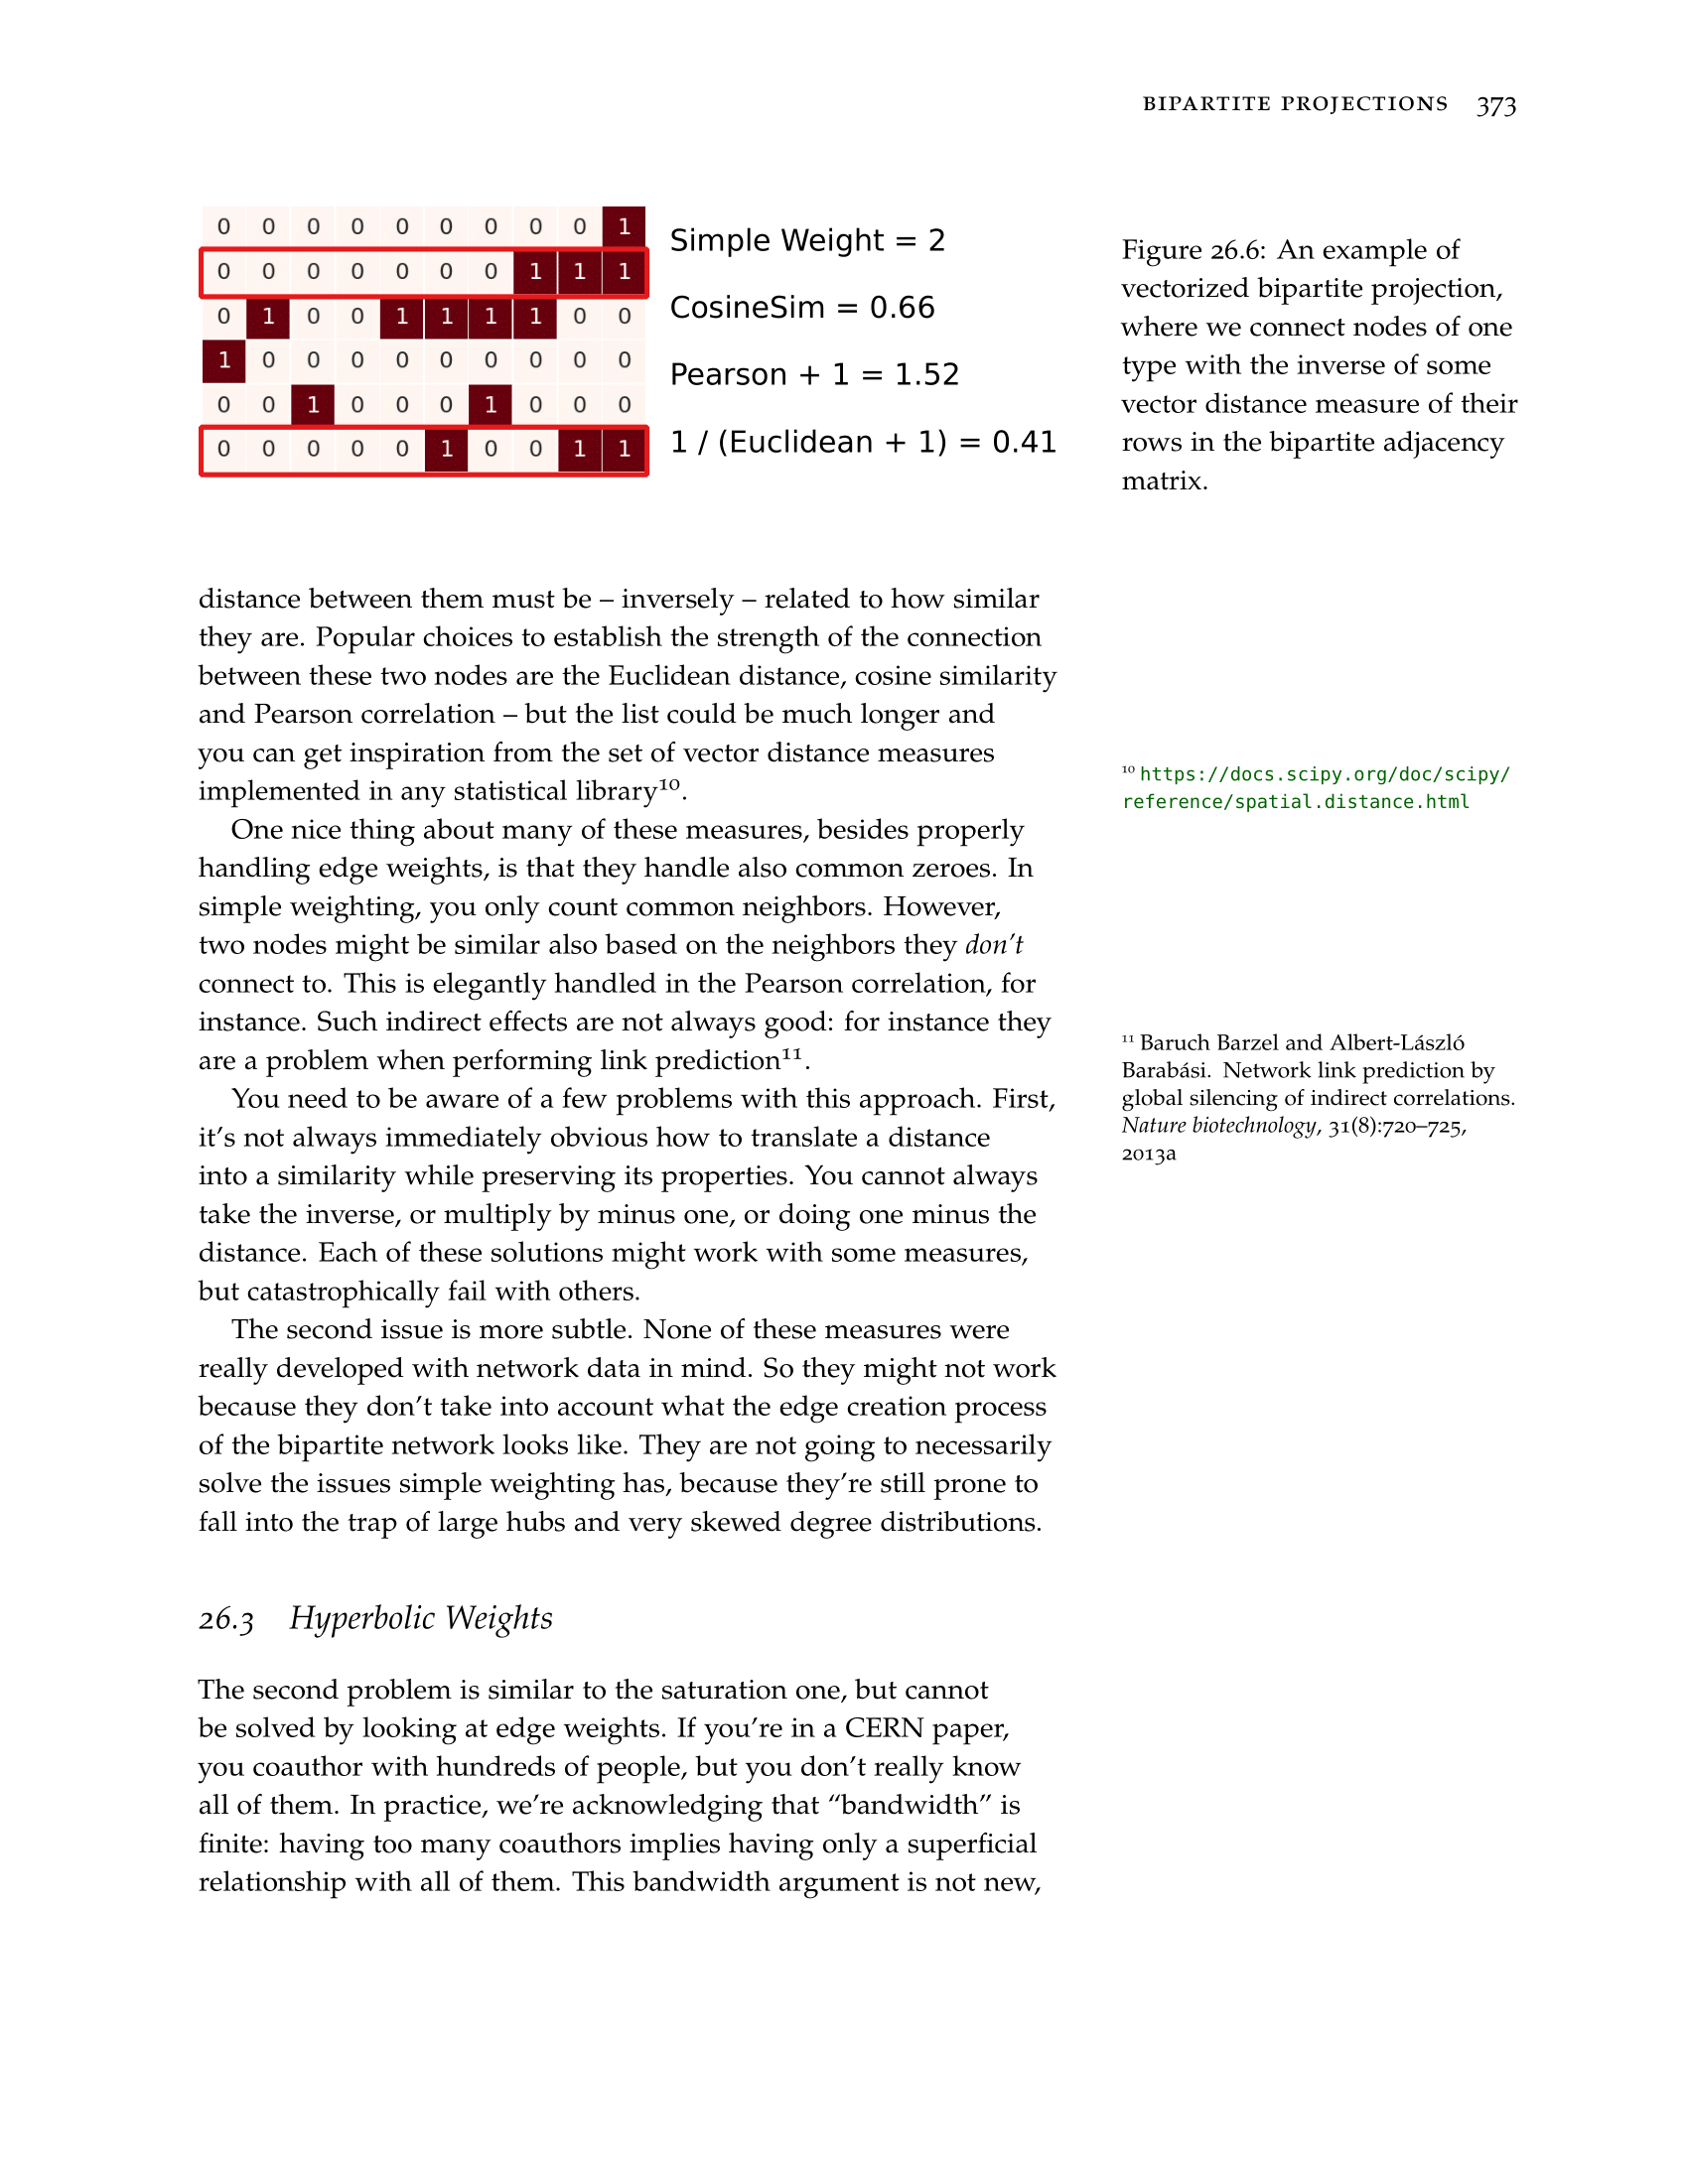 BIPARTITE PROJECTIONS 373
0 0 0 0 0 0 0 0 0 1
0 0 0 0 0 0 0 1 1 1
0 1 0 0 1 1 1 1 0 0
1 0 0 0 0 0 0 0 0 0
0 0 1 0 0 0 1 0 0 0
0 0 0 0 0 1 0 0 1 1
Simple Weight = 2
CosineSim = 0.66
Pearson + 1 = 1.52
1 / (Euclidean + 1) = 0.41
Figure 26.6: An example of
vectorized bipartite projection,
where we connect nodes of one
type with the inverse of some
vector distance measure of their
rows in the bipartite adjacency
matrix.
distance between them must be – inversely – related to how similar
they are. Popular choices to establish the strength of the connection
between these two nodes are the Euclidean distance, cosine similarity
and Pearson correlation – but the list could be much longer and
you can get inspiration from the set of vector distance measures
implemented in any statistical library¹⁰.
¹⁰ https://docs.scipy.org/doc/scipy/
reference/spatial.distance.html
One nice thing about many of these measures, besides properly
handling edge weights, is that they handle also common zeroes. In
simple weighting, you only count common neighbors. However,
two nodes might be similar also based on the neighbors they don't
connect to. This is elegantly handled in the Pearson correlation, for
instance. Such indirect effects are not always good: for instance they
are a problem when performing link prediction¹¹.
¹¹ Baruch Barzel and Albert-László
Barabási. Network link prediction by
global silencing of indirect correlations.
Nature biotechnology, 31(8):720–725,
2013a
You need to be aware of a few problems with this approach. First,
it's not always immediately obvious how to translate a distance
into a similarity while preserving its properties. You cannot always
take the inverse, or multiply by minus one, or doing one minus the
distance. Each of these solutions might work with some measures,
but catastrophically fail with others.
The second issue is more subtle. None of these measures were
really developed with network data in mind. So they might not work
because they don't take into account what the edge creation process
of the bipartite network looks like. They are not going to necessarily
solve the issues simple weighting has, because they're still prone to
fall into the trap of large hubs and very skewed degree distributions.
26.3 Hyperbolic Weights
The second problem is similar to the saturation one, but cannot
be solved by looking at edge weights. If you're in a CERN paper,
you coauthor with hundreds of people, but you don't really know
all of them. In practice, we're acknowledging that “bandwidth” is
finite: having too many coauthors implies having only a superficial
relationship with all of them. This bandwidth argument is not new,